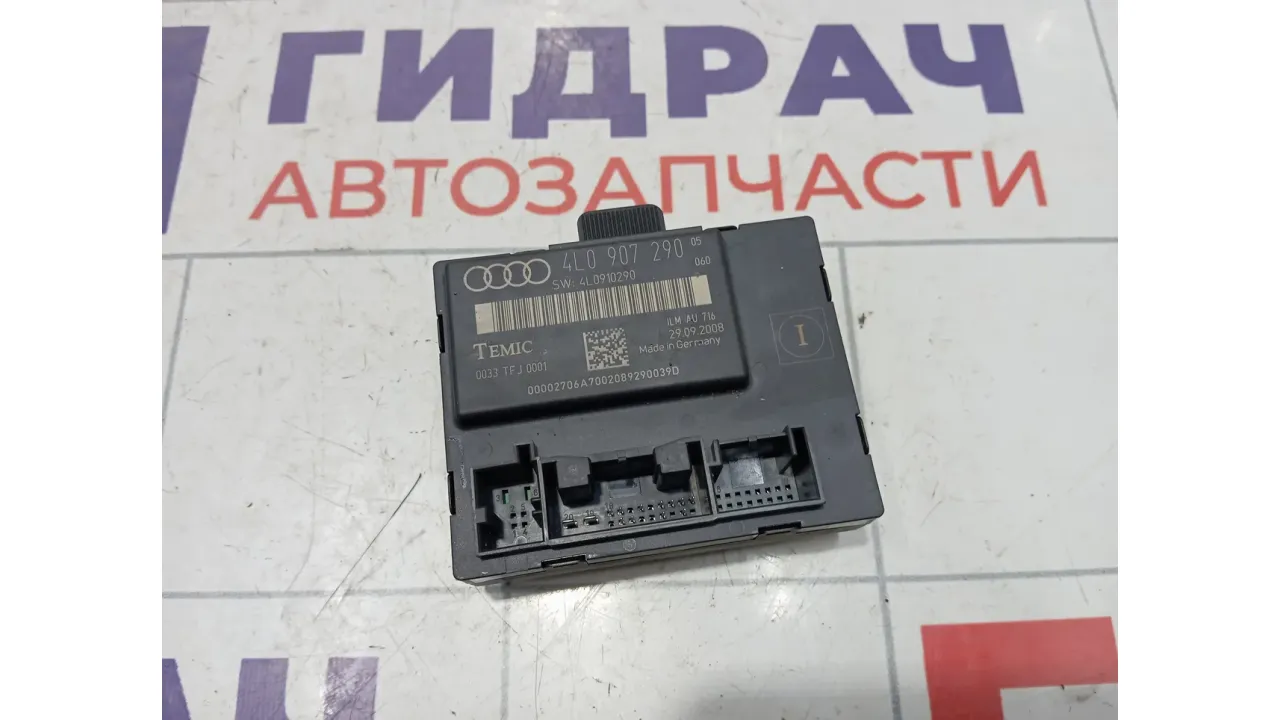 ГИДРАЧ
АВТОЗАПЧАСТИ
4L0 907 290 05
SW: 4L0910290 060
ILM AU 716
TEMIC 29.09.2008
0033 TFJ 0001 Made in Germany
00002706A7002089290039D
I